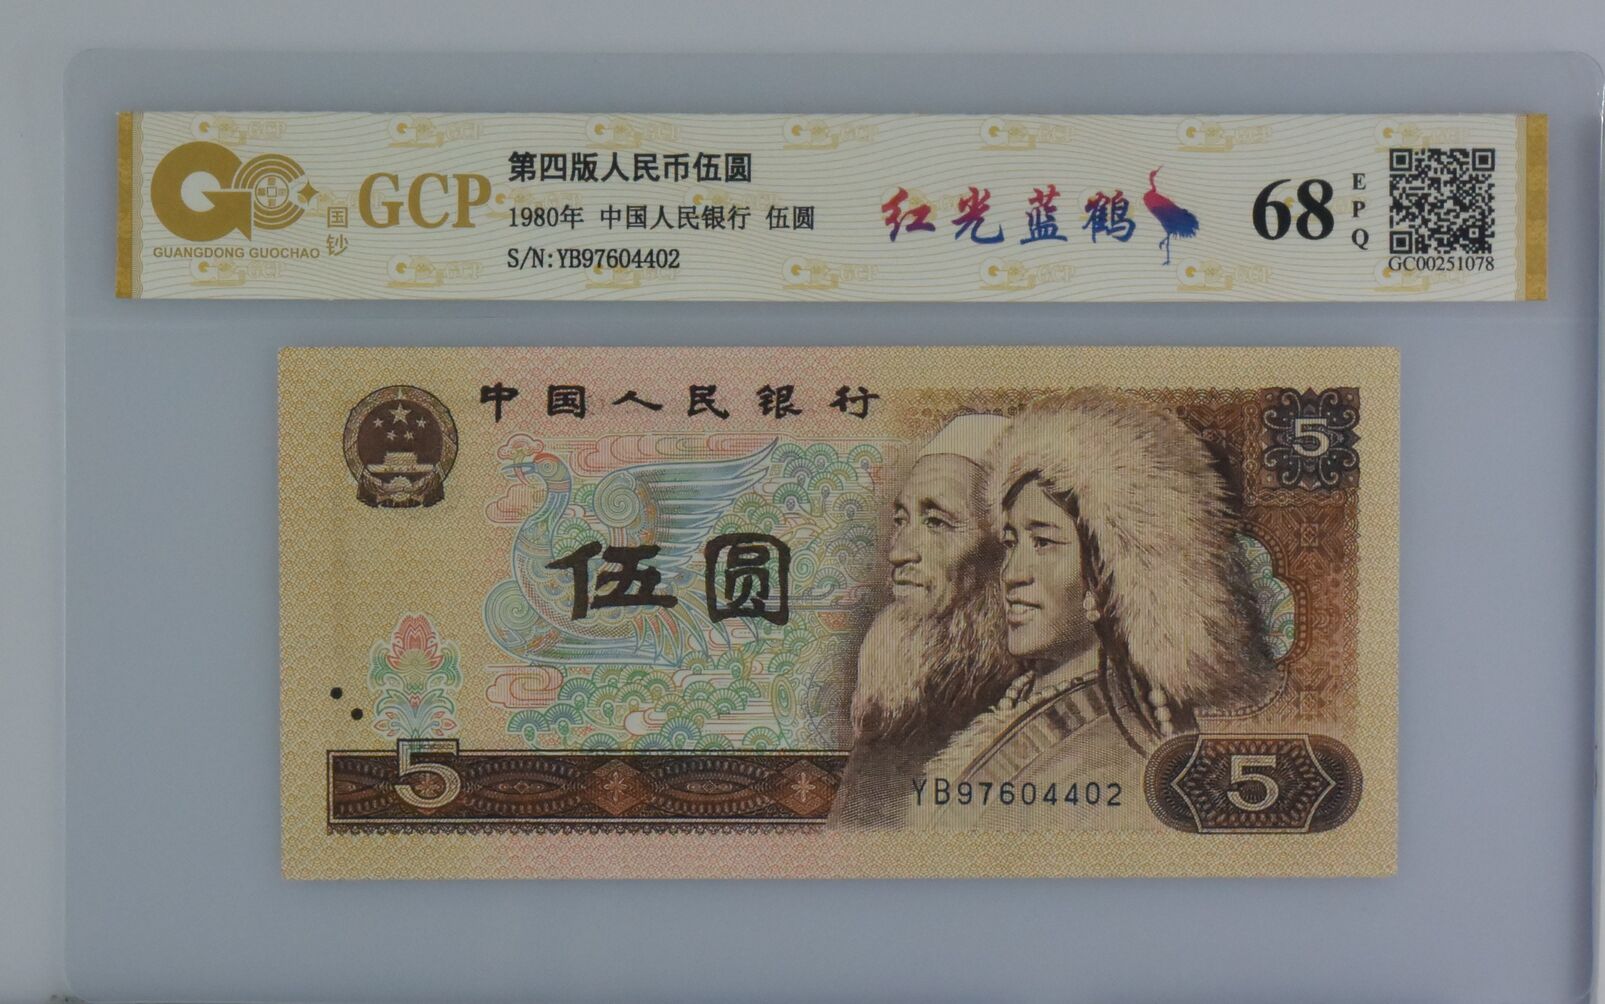 GC
国
钞
GUANGDONG GUOCHAO
GCP
第四版人民币伍圆
1980年 中国人民银行 伍圆
S/N:YB97604402
红光蓝鹤
68
EPQ
GC00251078
中国人民银行
5
伍圆
5
YB97604402
5